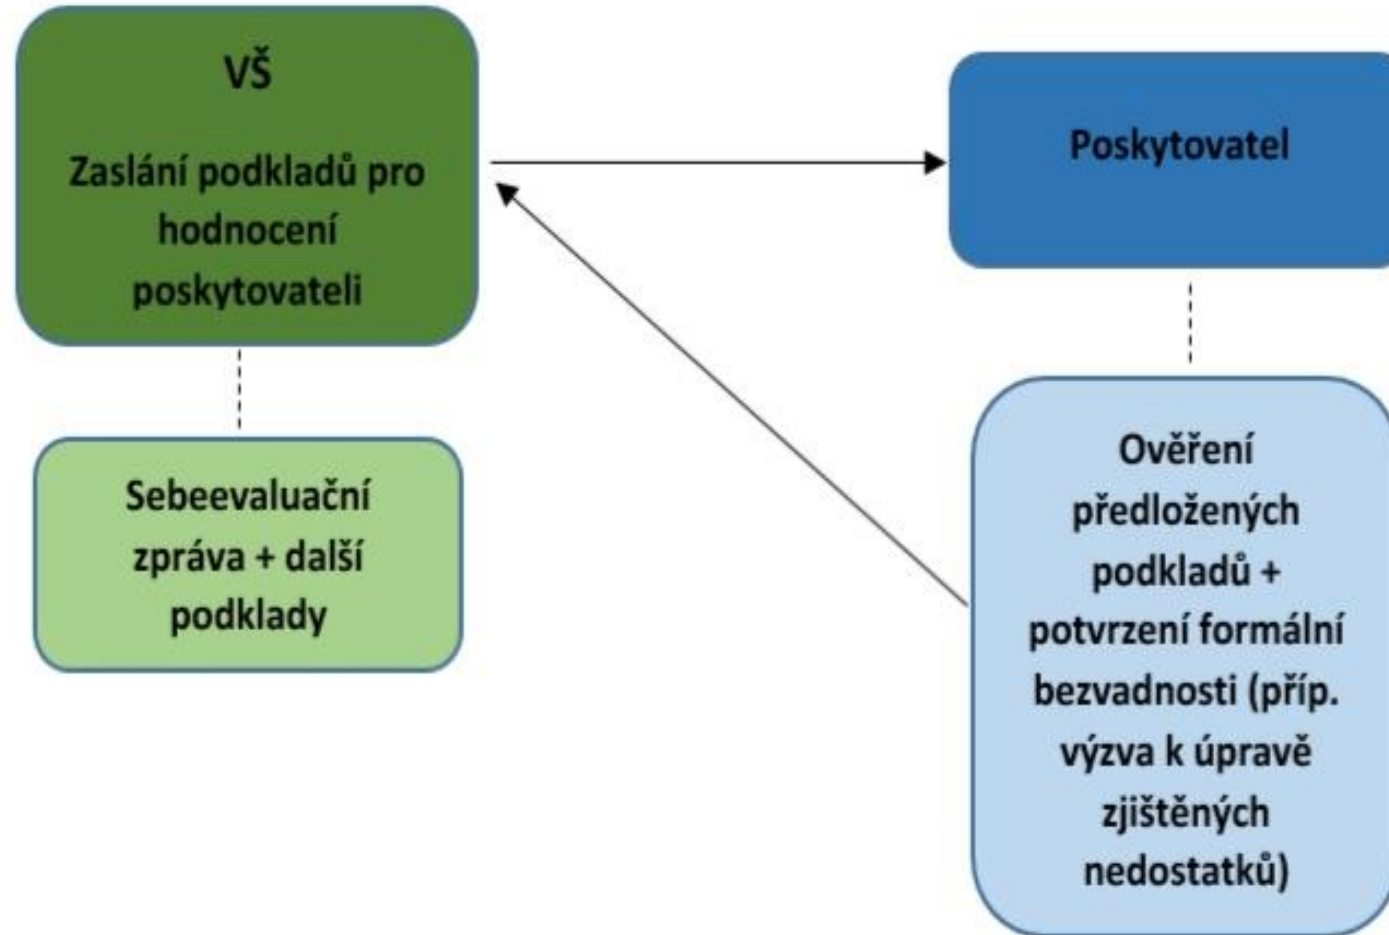 VŠ
Zaslání podkladů pro
hodnocení
poskytovateli
Sebeevaluační
zpráva + další
podklady
Poskytovatel
Ověření
předložených
podkladů +
potvrzení formální
bezvadnosti (příp.
výzva k úpravě
zjištěných
nedostatků)